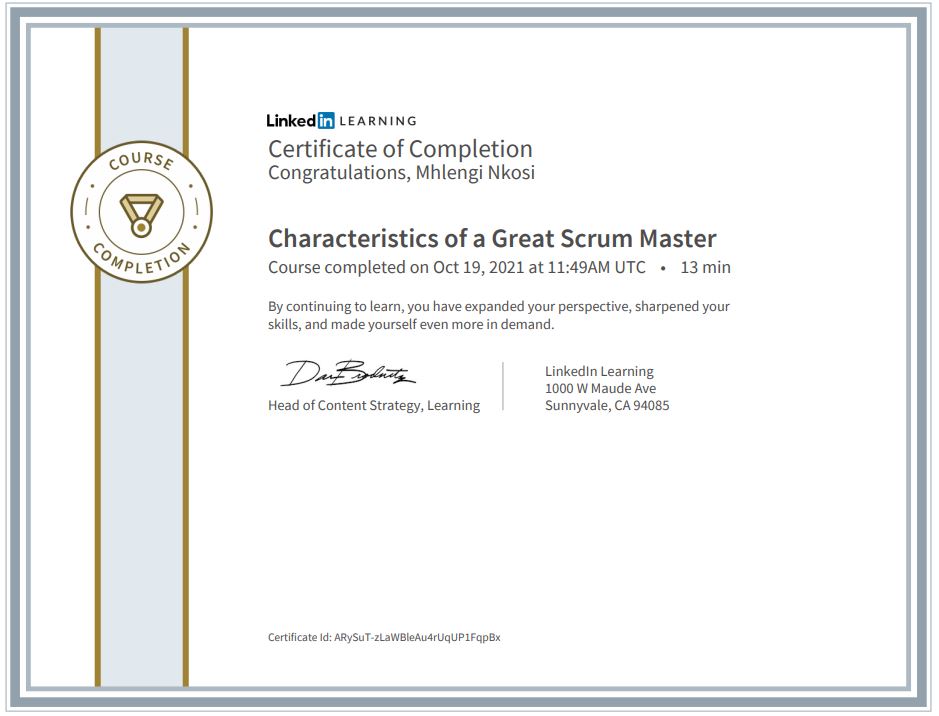 COURSE
COMPLETION
Linked in LEARNING
Certificate of Completion
Congratulations, Mhlengi Nkosi
Characteristics of a Great Scrum Master
Course completed on Oct 19, 2021 at 11:49AM UTC • 13 min
By continuing to learn, you have expanded your perspective, sharpened your
skills, and made yourself even more in demand.
Head of Content Strategy, Learning
LinkedIn Learning
1000 W Maude Ave
Sunnyvale, CA 94085
Certificate Id: ARySuT-zLaWBleAu4rUqUP1FqpBx